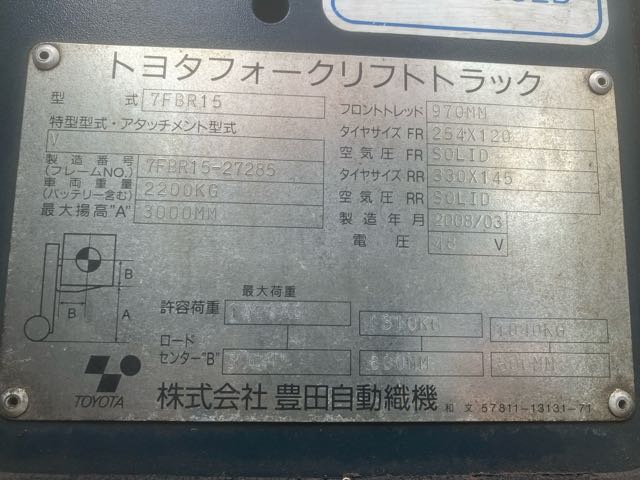 トヨタフォークリフトトラック
型式 7FBR15
特型型式・アタッチメント型式
V
製造番号 (フレームNO.) 7FBR15-27285
車両重量 (バッテリー含む) 2200KG
最大揚高"A" 3000MM
フロントトレッド 970MM
タイヤサイズ FR 254X120
空気圧 FR SOLID
タイヤサイズ RR 330X145
空気圧 RR SOLID
製造年月 2008/03
電圧 48 V
B
B
A
最大荷重
許容荷重 1310KG
ロード
センター"B"
TOYOTA
株式会社 豊田自動織機
和文 57811-13131-71